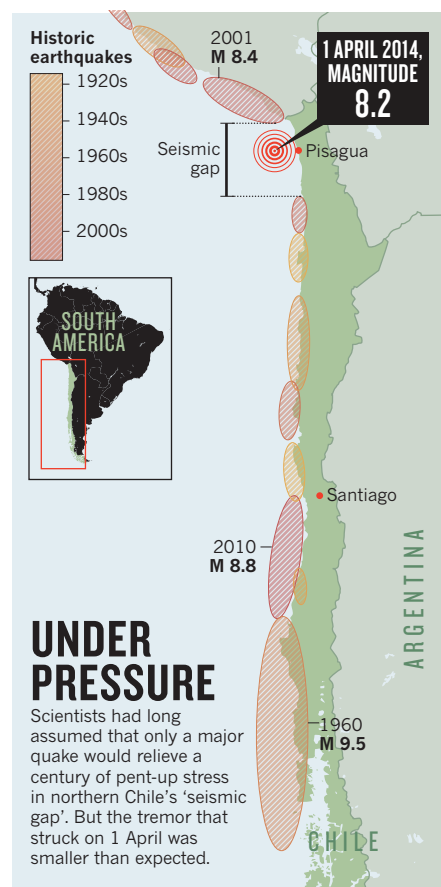 Historic
earthquakes
1920s
1940s
1960s
1980s
2000s
2001
M 8.4
1 APRIL 2014,
MAGNITUDE
8.2
Seismic
gap
Pisagua
SOUTH
AMERICA
Santiago
2010
M 8.8
ARGENTINA
1960
M 9.5
CHILE
UNDER
PRESSURE
Scientists had long
assumed that only a major
quake would relieve a
century of pent-up stress
in northern Chile’s ‘seismic
gap’. But the tremor that
struck on 1 April was
smaller than expected.